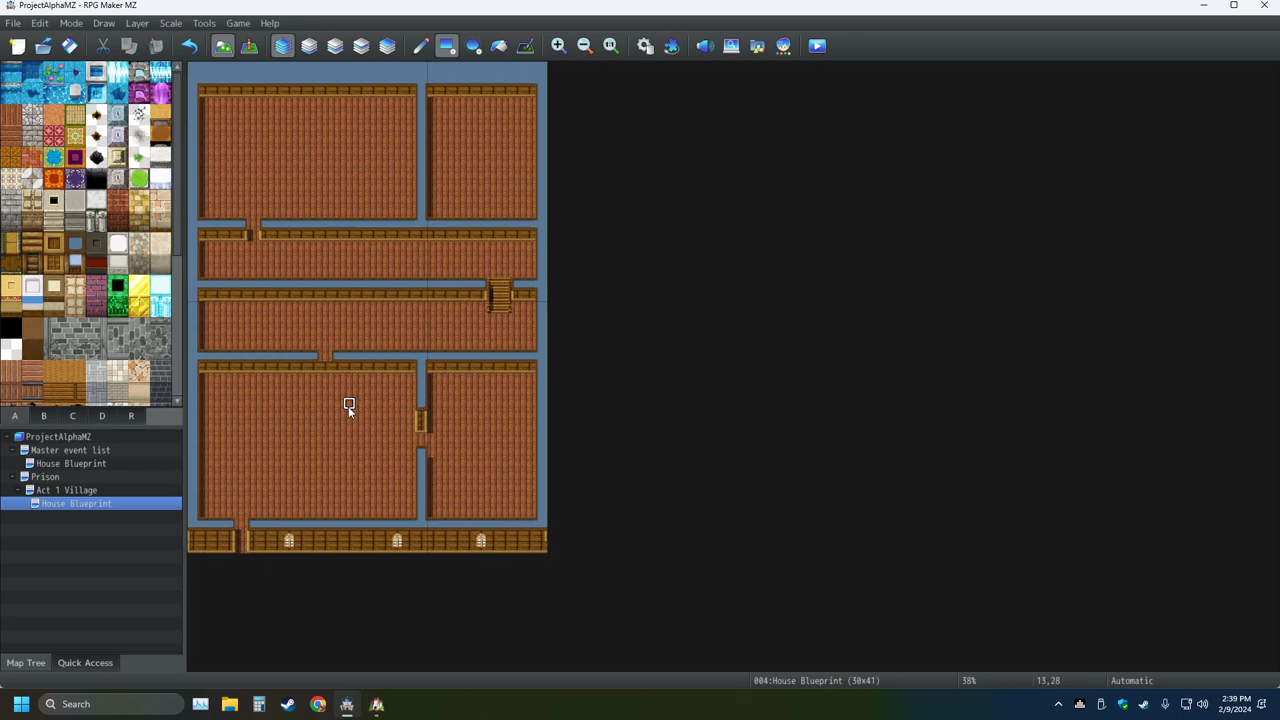 ProjectAlphaMZ - RPG Maker MZ
File Edit Mode Draw Layer Scale Tools Game Help
A B C D R
ProjectAlphaMZ
Master event list
House Blueprint
Prison
Act 1 Village
House Blueprint
Map Tree Quick Access
004:House Blueprint (30x41) 38% 13,28 Automatic
Search
2:39 PM
2/9/2024